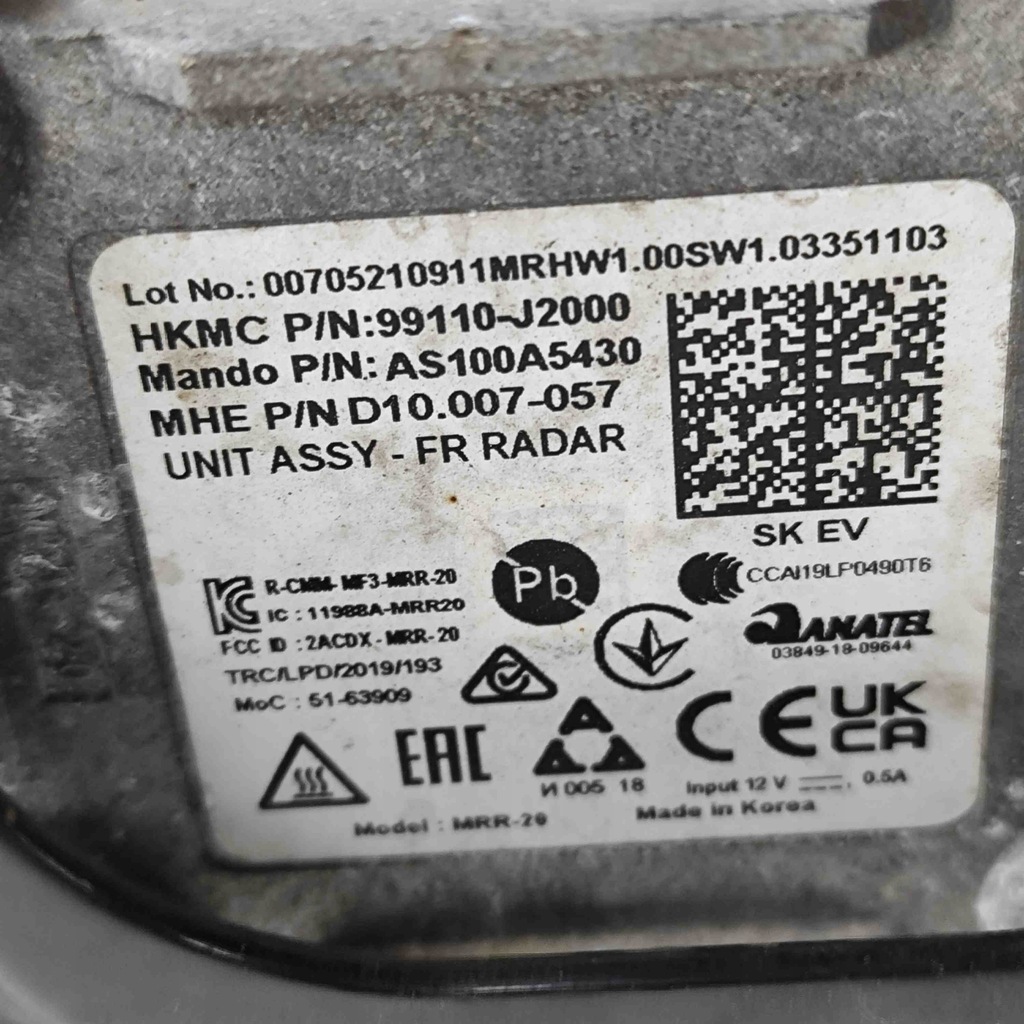 Lot No.: 00705210911MRHW1.00SW1.03351103
HKMC P/N:99110-J2000
Mando P/N: AS100A5430
MHE P/N D10.007-057
UNIT ASSY - FR RADAR
SK EV
R-CMM-MF3-MRR-20
IC : 11988A-MRR20
FCC ID : 2ACDX-MRR-20
TRC/LPD/2019/193
MoC : 51-63909
Pb
CCAI19LP0490T6
ANATEL
03849-18-09644
EAC
И 005 18
CE
UK
CA
Input 12 V , 0.5A
Model : MRR-20
Made in Korea